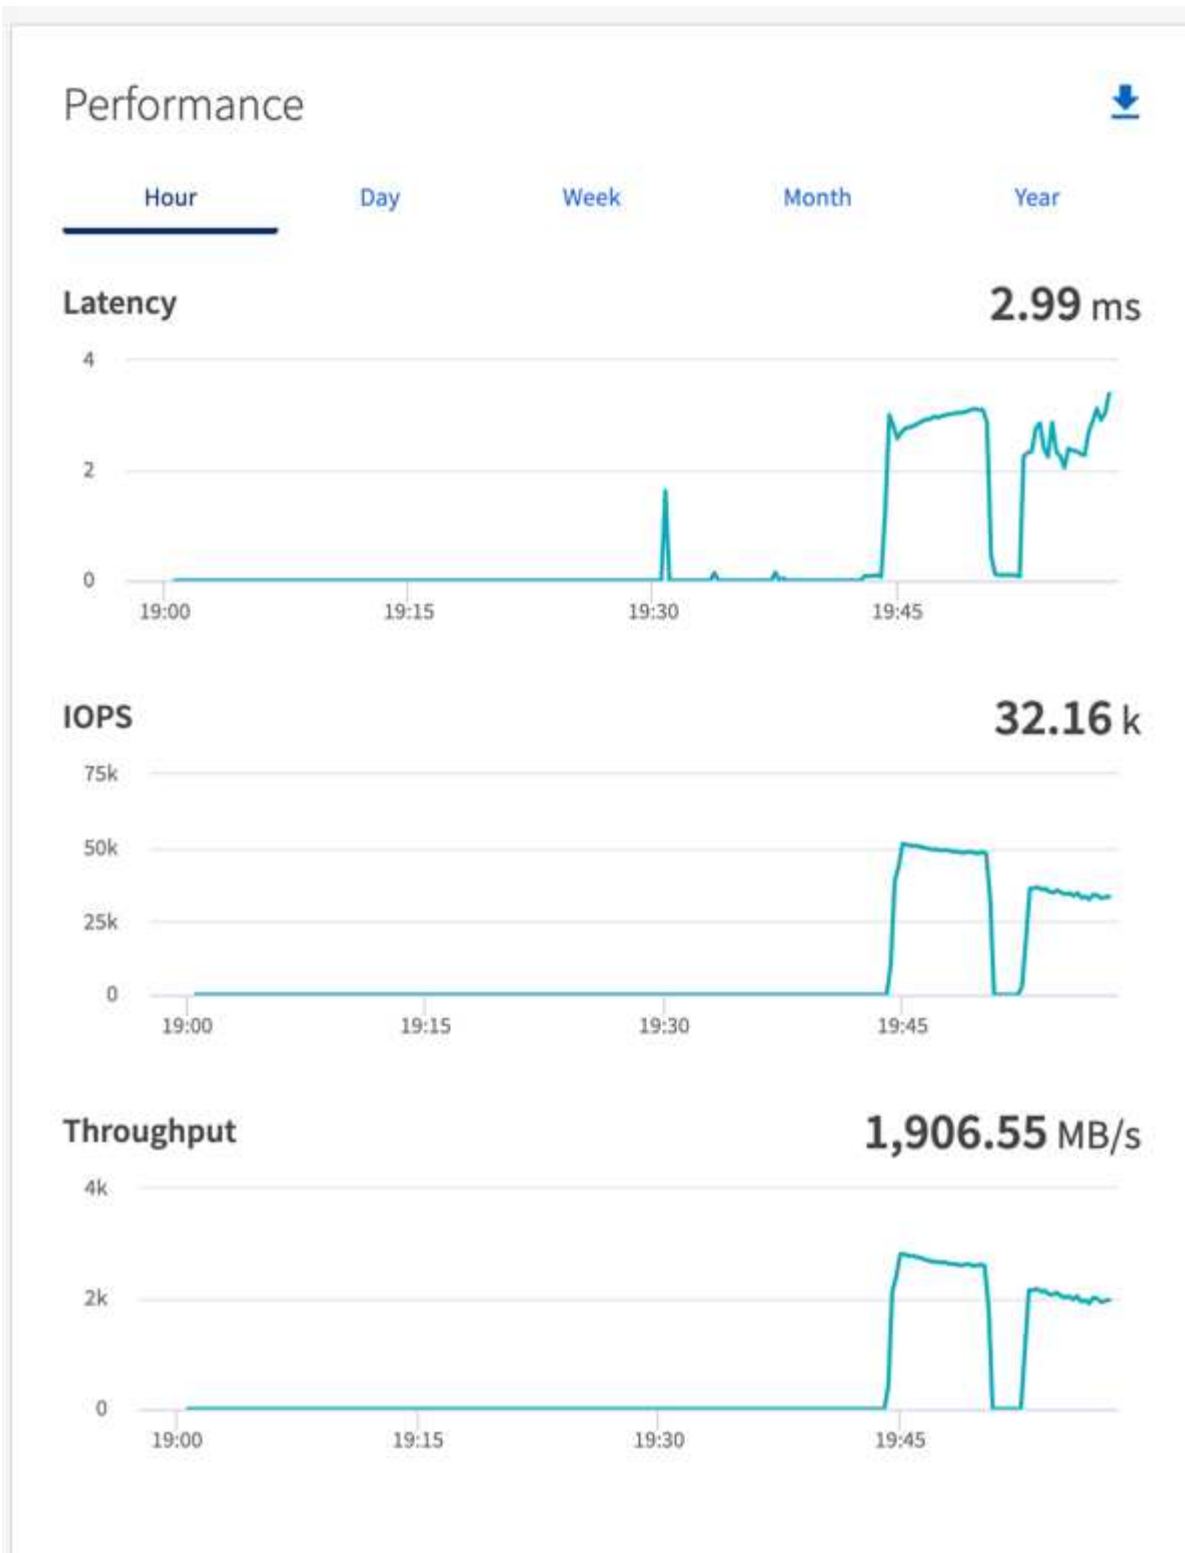 Performance
Hour Day Week Month Year
Latency 2.99 ms
4
2
0
19:00 19:15 19:30 19:45
IOPS 32.16 k
75k
50k
25k
0
19:00 19:15 19:30 19:45
Throughput 1,906.55 MB/s
4k
2k
0
19:00 19:15 19:30 19:45